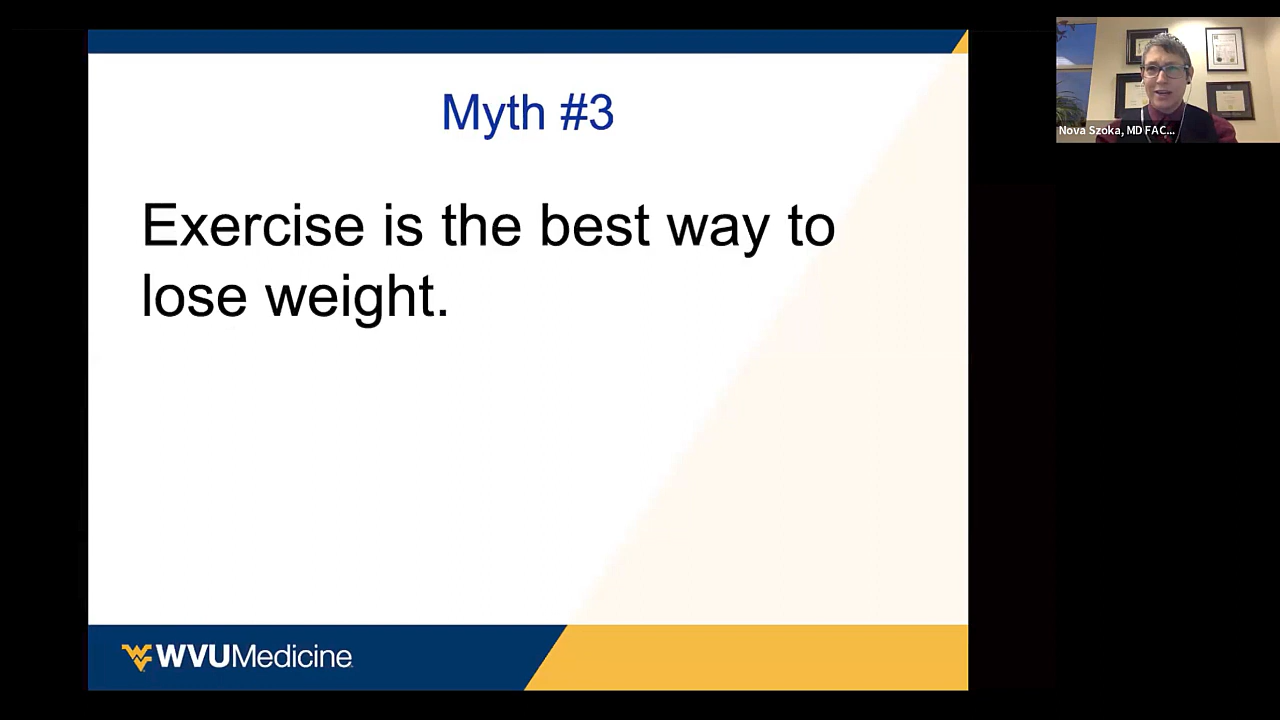 Myth #3
Exercise is the best way to
lose weight.
WVUMedicine
Nova Szoka, MD FAC...